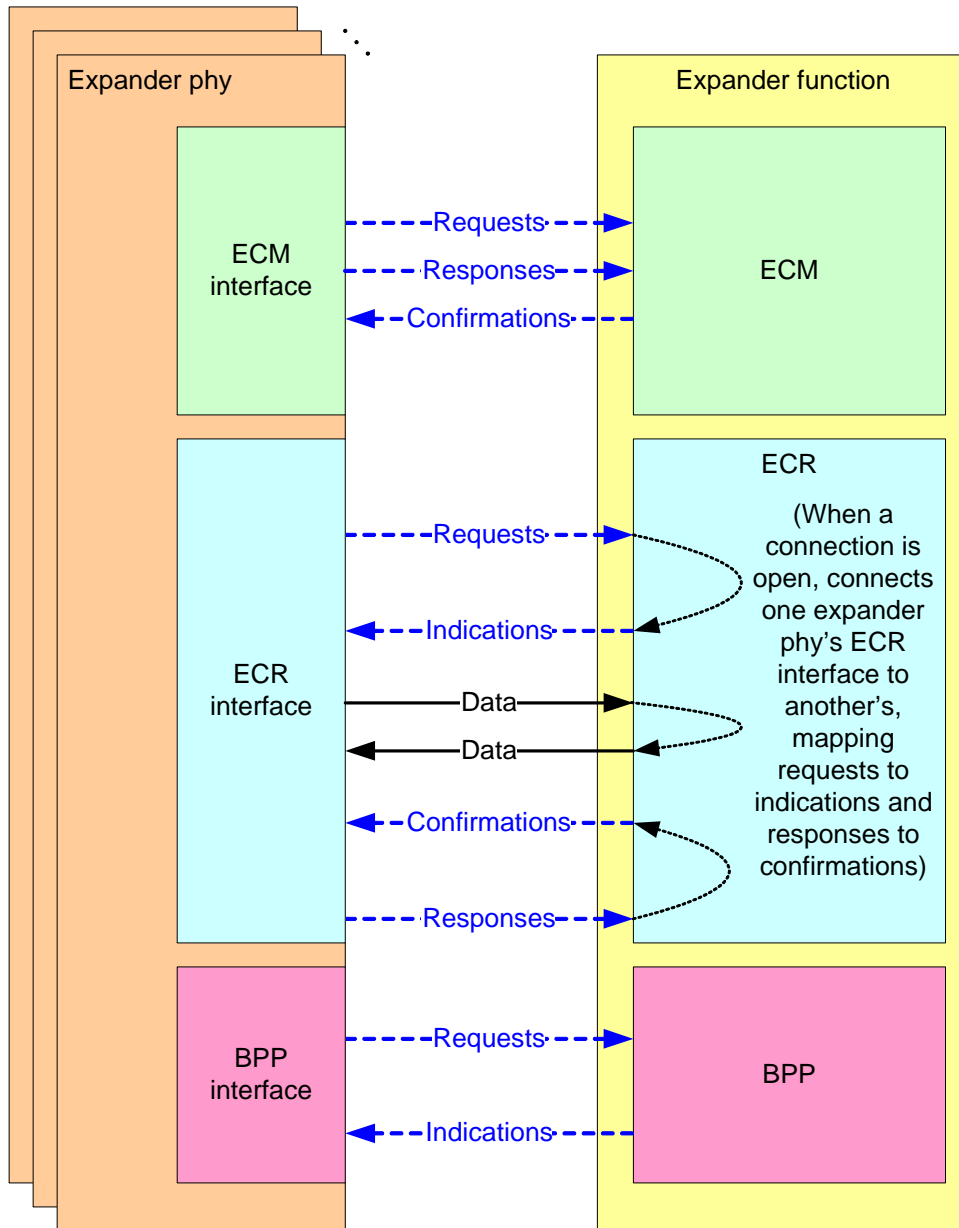 Expander phy
Expander function
ECM
interface
Requests
Responses
Confirmations
ECM
ECR
interface
Requests
Indications
Data
Data
Confirmations
Responses
ECR
(When a
connection is
open, connects
one expander
phy’s ECR
interface to
another’s,
mapping
requests to
indications and
responses to
confirmations)
BPP
interface
Requests
Indications
BPP